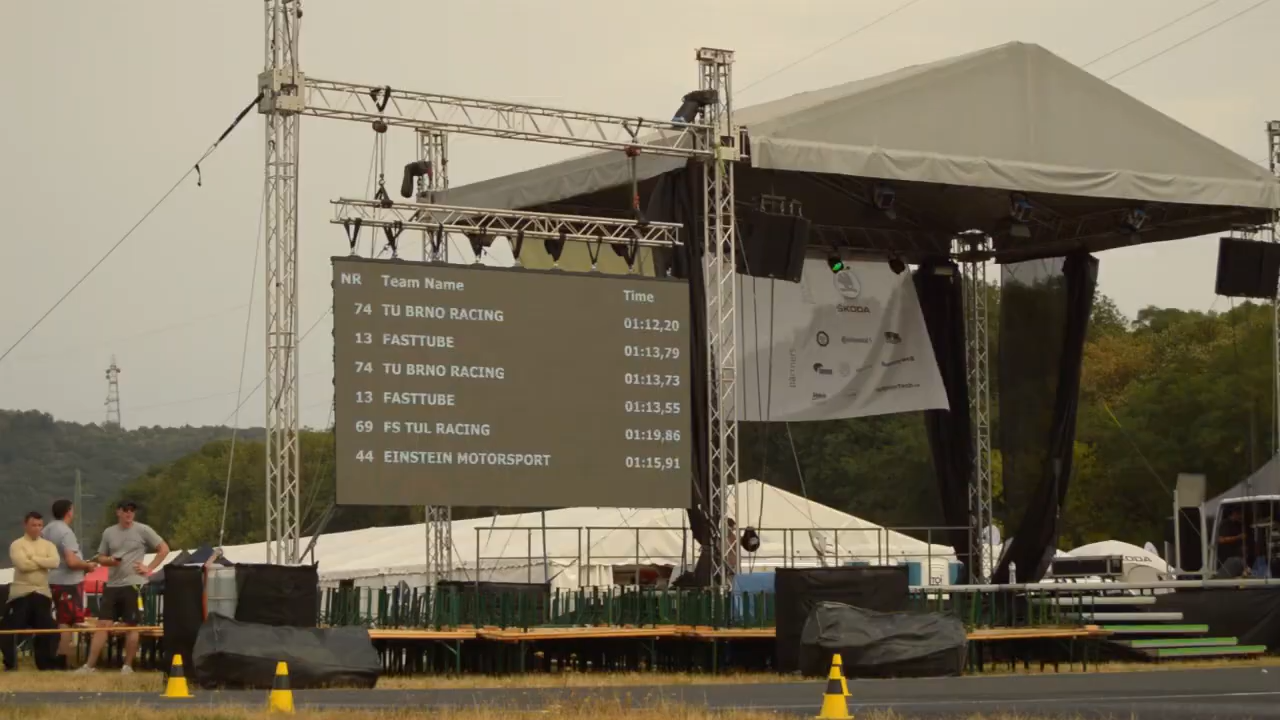 NR Team Name Time
74 TU BRNO RACING 01:12,20
13 FASTTUBE 01:13,79
74 TU BRNO RACING 01:13,73
13 FASTTUBE 01:13,55
69 FS TUL RACING 01:19,86
44 EINSTEIN MOTORSPORT 01:15,91
ŠKODA